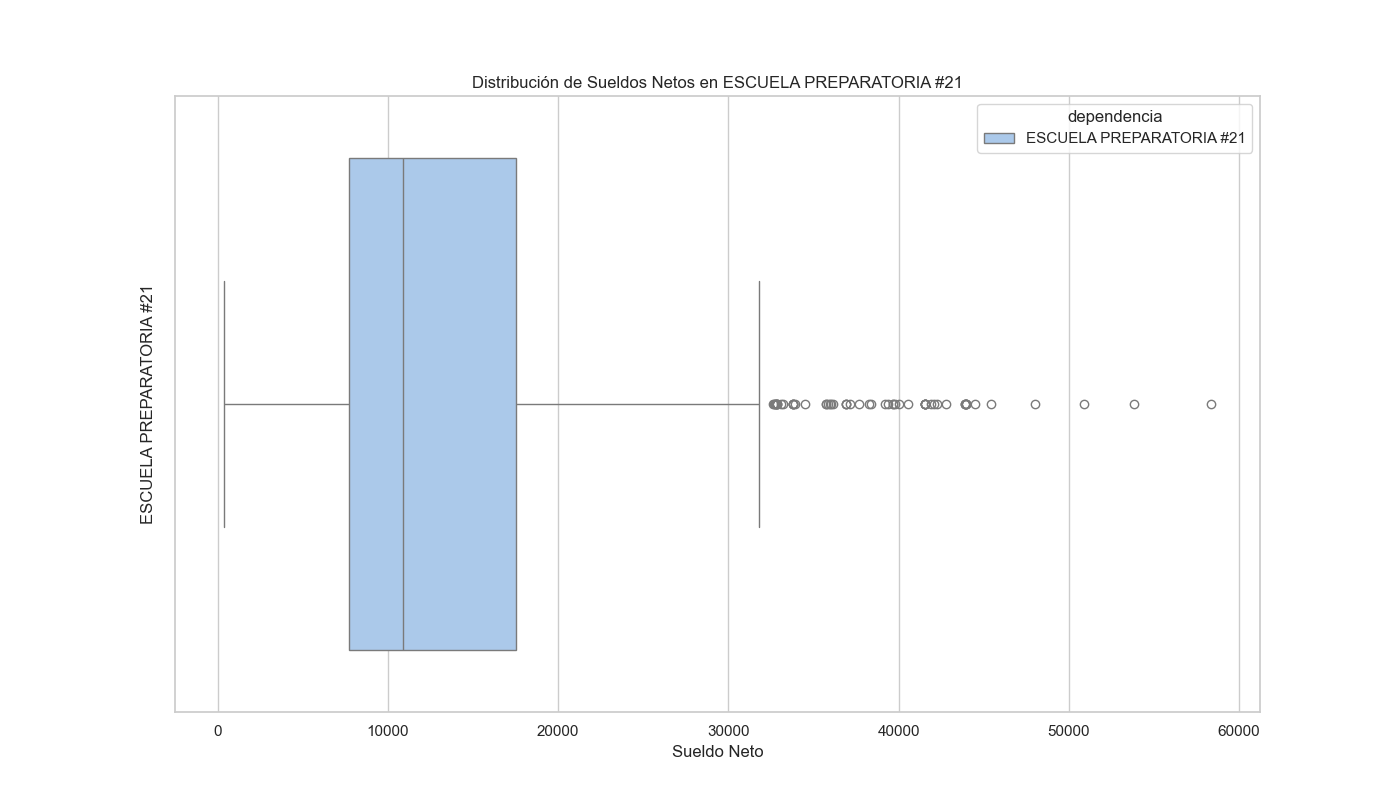 Distribución de Sueldos Netos en ESCUELA PREPARATORIA #21
dependencia
ESCUELA PREPARATORIA #21
ESCUELA PREPARATORIA #21
0
10000
20000
30000
40000
50000
60000
Sueldo Neto